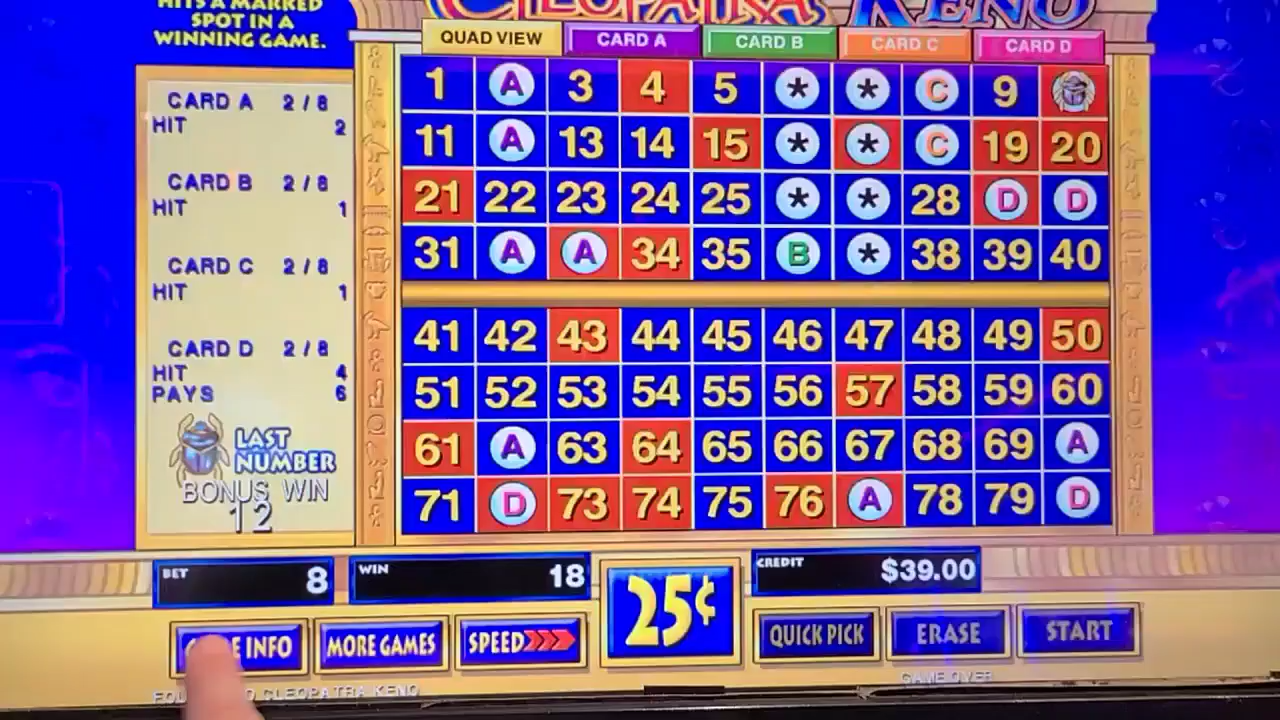 HITS A MARKED
SPOT IN A
WINNING GAME.
CLEOPATRA KENO
QUAD VIEW CARD A CARD B CARD C CARD D
CARD A 2/8
HIT 2
CARD B 2/8
HIT 1
CARD C 2/8
HIT 1
CARD D 2/8
HIT 4
PAYS 6
LAST
NUMBER
BONUS WIN
12
1 A 3 4 5 * * C 9
11 A 13 14 15 * * C 19 20
21 22 23 24 25 * * 28 D D
31 A A 34 35 B * 38 39 40
41 42 43 44 45 46 47 48 49 50
51 52 53 54 55 56 57 58 59 60
61 A 63 64 65 66 67 68 69 A
71 D 73 74 75 76 A 78 79 D
BET 8 WIN 18 25¢ CREDIT $39.00
INFO MORE GAMES SPEED QUICK PICK ERASE START
CLEOPATRA KENO GAME OVER